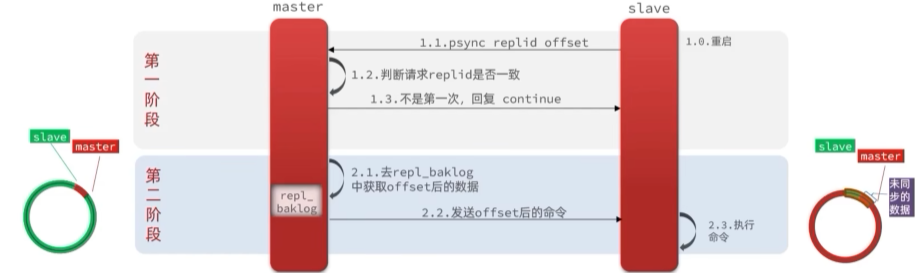 master
slave
第一阶段
1.0.重启
1.1.psync replid offset
1.2.判断请求replid是否一致
1.3.不是第一次，回复 continue
slave
master
第二阶段
2.1.去repl_baklog
中获取offset后的数据
repl_
baklog
2.2.发送offset后的命令
2.3.执行
命令
slave
master
未同
步的
数据